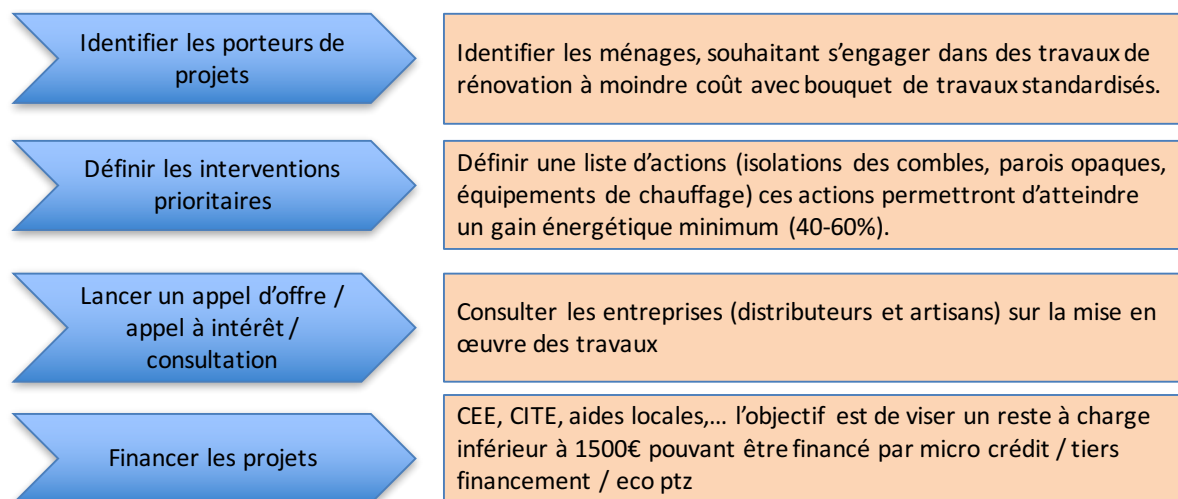 Identifier les porteurs de
projets
Identifier les ménages, souhaitant s’engager dans des travaux de
rénovation à moindre coût avec bouquet de travaux standardisés.
Définir les interventions
prioritaires
Définir une liste d’actions (isolations des combles, parois opaques,
équipements de chauffage) ces actions permettront d’atteindre
un gain énergétique minimum (40-60%).
Lancer un appel d’offre /
appel à intérêt /
consultation
Consulter les entreprises (distributeurs et artisans) sur la mise en
œuvre des travaux
Financer les projets
CEE, CITE, aides locales,… l’objectif est de viser un reste à charge
inférieur à 1500€ pouvant être financé par micro crédit / tiers
financement / eco ptz